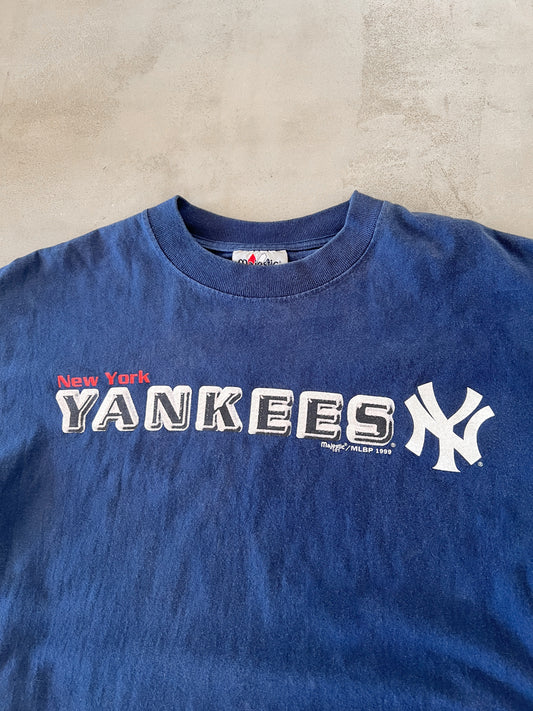 Majestic
New York
YANKEES® NY®
Majestic®/MLBP 1999